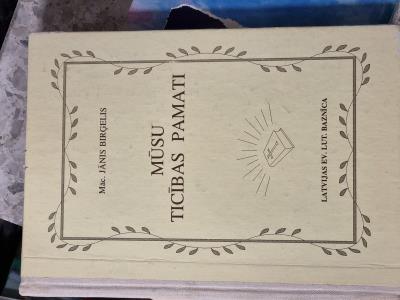 Māc. JĀNIS BIRĢELIS
MŪSU
TICĪBAS PAMATI
LATVIJAS EV. LUT. BAZNĪCA